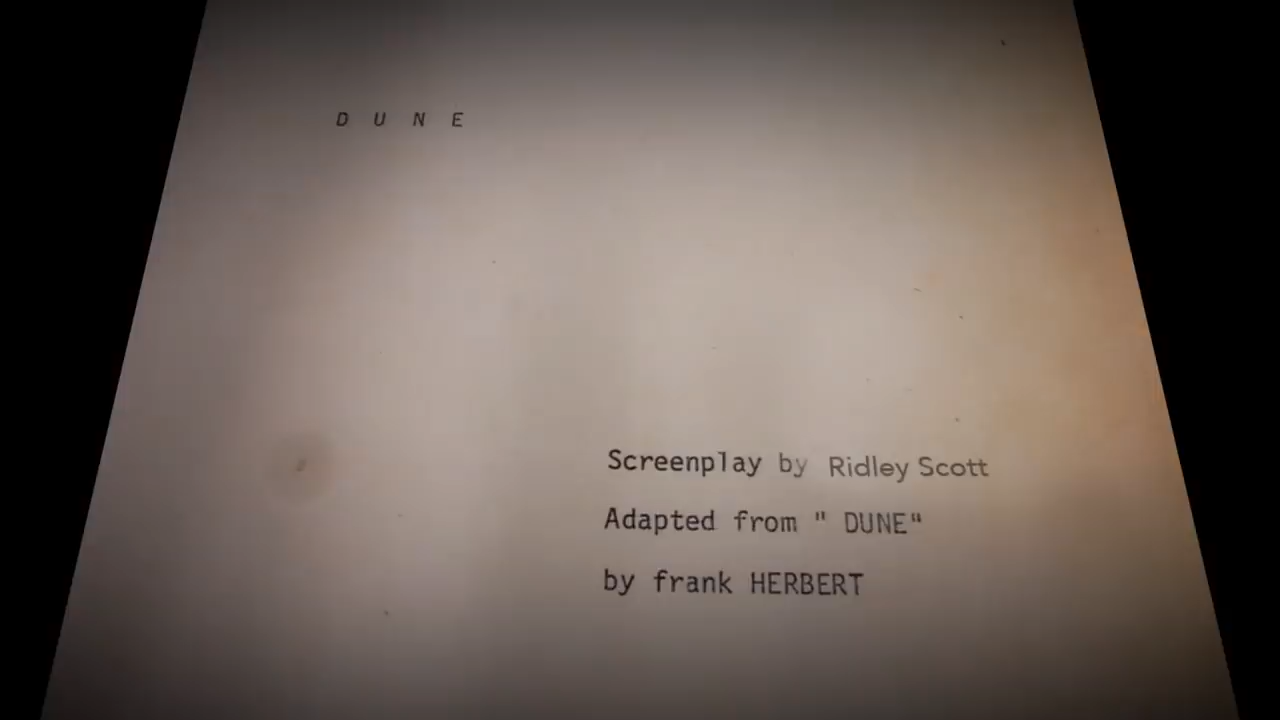 D U N E
Screenplay by Ridley Scott
Adapted from " DUNE"
by frank HERBERT